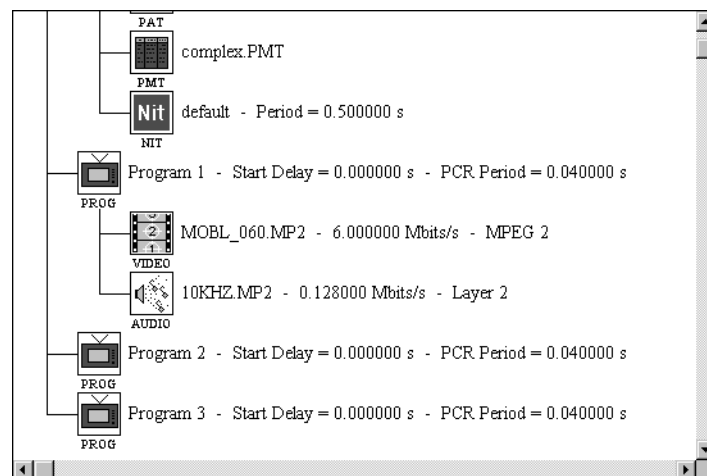 PAT
complex.PMT
PMT
Nit default - Period = 0.500000 s
NIT
Program 1 - Start Delay = 0.000000 s - PCR Period = 0.040000 s
PROG
MOBL_060.MP2 - 6.000000 Mbits/s - MPEG 2
VIDEO
10KHZ.MP2 - 0.128000 Mbits/s - Layer 2
AUDIO
Program 2 - Start Delay = 0.000000 s - PCR Period = 0.040000 s
PROG
Program 3 - Start Delay = 0.000000 s - PCR Period = 0.040000 s
PROG